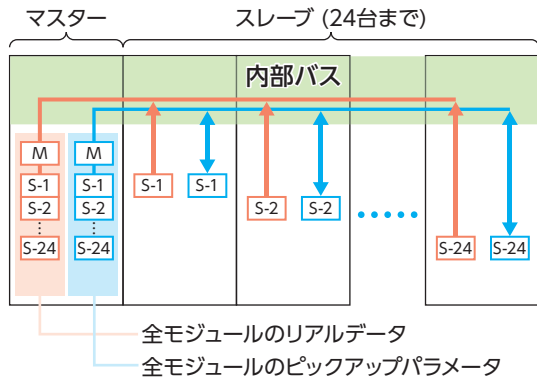 マスター
スレーブ (24台まで)
内部バス
M
M
S-1
S-1
S-1
S-1
S-2
S-2
S-2
S-2
S-24
S-24
S-24
S-24
全モジュールのリアルデータ
全モジュールのピックアップパラメータ